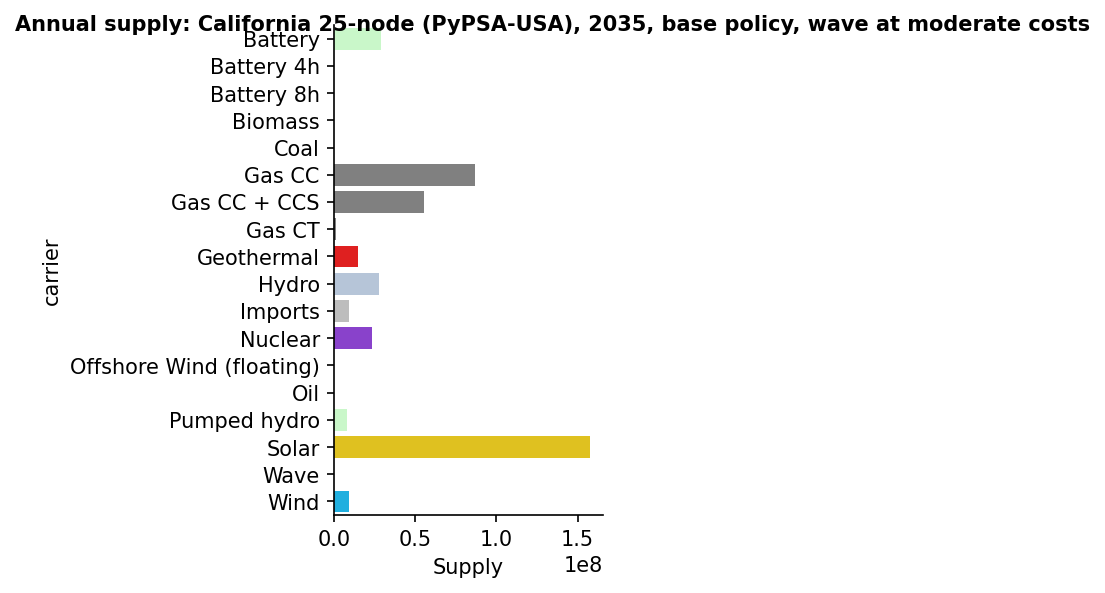 Annual supply: California 25-node (PyPSA-USA), 2035, base policy, wave at moderate costs
Battery
Battery 4h
Battery 8h
Biomass
Coal
Gas CC
Gas CC + CCS
Gas CT
Geothermal
Hydro
Imports
Nuclear
Offshore Wind (floating)
Oil
Pumped hydro
Solar
Wave
Wind
carrier
0.0 0.5 1.0 1.5
Supply
1e8